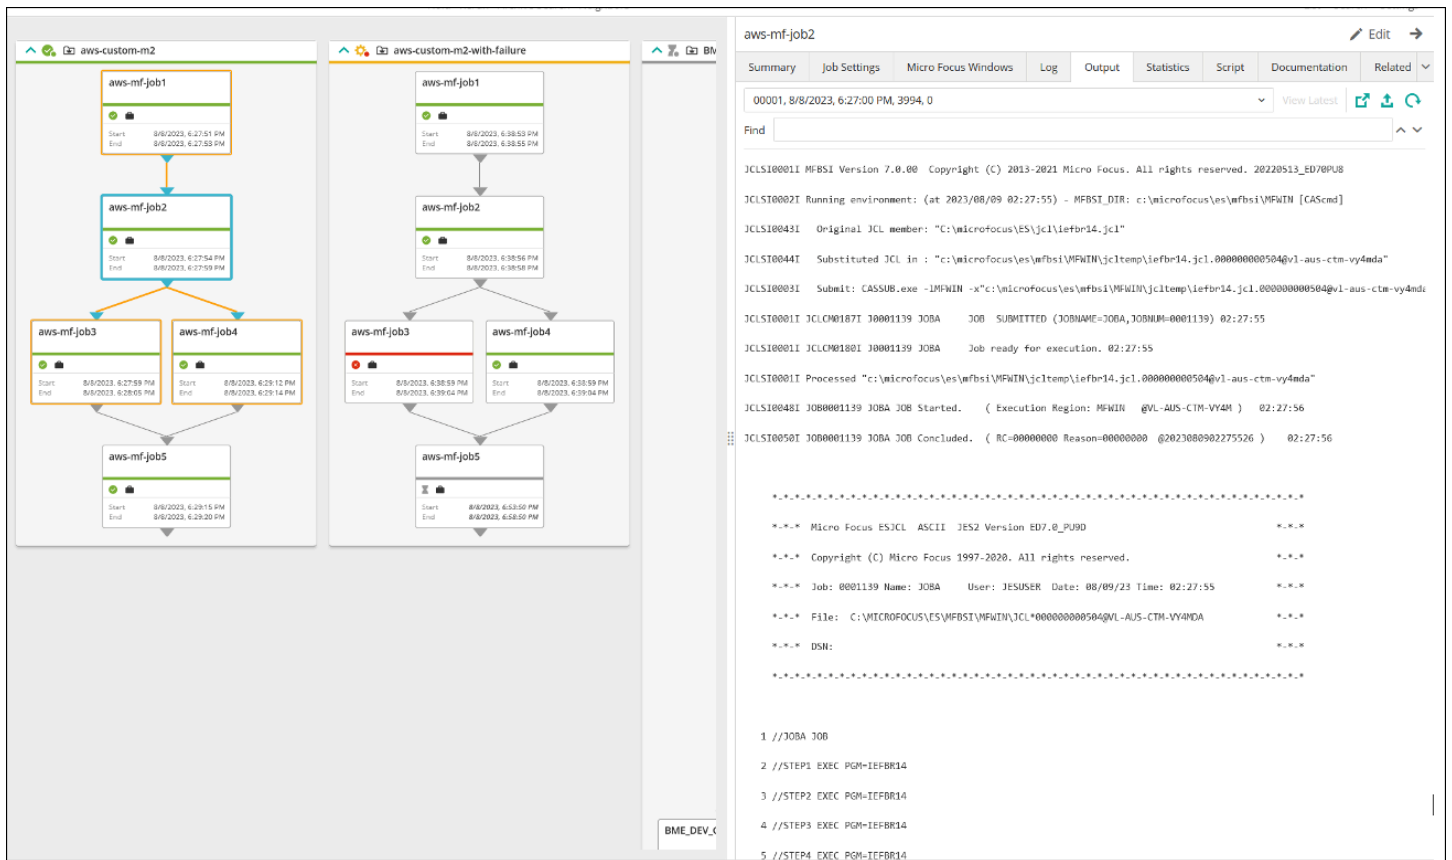 aws-custom-m2
aws-mf-job1
Start 8/8/2023, 6:27:51 PM
End 8/8/2023, 6:27:53 PM
aws-mf-job2
Start 8/8/2023, 6:27:54 PM
End 8/8/2023, 6:27:59 PM
aws-mf-job3
Start 8/8/2023, 6:27:59 PM
End 8/8/2023, 6:28:05 PM
aws-mf-job4
Start 8/8/2023, 6:29:12 PM
End 8/8/2023, 6:29:14 PM
aws-mf-job5
Start 8/8/2023, 6:29:15 PM
End 8/8/2023, 6:29:20 PM
aws-custom-m2-with-failure
aws-mf-job1
Start 8/8/2023, 6:38:53 PM
End 8/8/2023, 6:38:55 PM
aws-mf-job2
Start 8/8/2023, 6:38:56 PM
End 8/8/2023, 6:38:58 PM
aws-mf-job3
Start 8/8/2023, 6:38:59 PM
End 8/8/2023, 6:39:04 PM
aws-mf-job4
Start 8/8/2023, 6:38:59 PM
End 8/8/2023, 6:39:04 PM
aws-mf-job5
Start 8/8/2023, 6:53:50 PM
End 8/8/2023, 6:58:50 PM
BM
BME_DEV_
aws-mf-job2
Edit
Summary Job Settings Micro Focus Windows Log Output Statistics Script Documentation Related
00001, 8/8/2023, 6:27:00 PM, 3994, 0
View Latest
Find
JCLSI0001I MFBSI Version 7.0.00 Copyright (C) 2013-2021 Micro Focus. All rights reserved. 20220513_ED70PU8
JCLSI0002I Running environment: (at 2023/08/09 02:27:55) - MFBSI_DIR: c:\microfocus\es\mfbsi\MFWIN [CAScmd]
JCLSI0043I Original JCL member: "C:\microfocus\ES\jcl\iefbr14.jcl"
JCLSI0044I Substituted JCL in : "c:\microfocus\es\mfbsi\MFWIN\jcltemp\iefbr14.jcl.000000000504@vl-aus-ctm-vy4mda"
JCLSI0003I Submit: CASSUB.exe -lMFWIN -x"c:\microfocus\es\mfbsi\MFWIN\jcltemp\iefbr14.jcl.000000000504@vl-aus-ctm-vy4mda
JCLSI0001I JCLCM0187I J0001139 JOBA JOB SUBMITTED (JOBNAME=JOBA,JOBNUM=0001139) 02:27:55
JCLSI0001I JCLCM0180I J0001139 JOBA Job ready for execution. 02:27:55
JCLSI0001I Processed "c:\microfocus\es\mfbsi\MFWIN\jcltemp\iefbr14.jcl.000000000504@vl-aus-ctm-vy4mda"
JCLSI0048I JOB0001139 JOBA JOB Started. ( Execution Region: MFWIN @VL-AUS-CTM-VY4M ) 02:27:56
JCLSI0050I JOB0001139 JOBA JOB Concluded. ( RC=00000000 Reason=00000000 @2023080902275526 ) 02:27:56
*-*-*-*-*-*-*-*-*-*-*-*-*-*-*-*-*-*-*-*-*-*-*-*-*-*-*-*-*-*-*-*-*-*-*-*
*-*-* Micro Focus ESJCL ASCII JES2 Version ED7.0_PU9D *-*-*
*-*-* Copyright (C) Micro Focus 1997-2020. All rights reserved. *-*-*
*-*-* Job: 0001139 Name: JOBA User: JESUSER Date: 08/09/23 Time: 02:27:55 *-*-*
*-*-* File: C:\MICROFOCUS\ES\MFBSI\MFWIN\JCL*000000000504@VL-AUS-CTM-VY4MDA *-*-*
*-*-* DSN: *-*-*
*-*-*-*-*-*-*-*-*-*-*-*-*-*-*-*-*-*-*-*-*-*-*-*-*-*-*-*-*-*-*-*-*-*-*-*
1 //JOBA JOB
2 //STEP1 EXEC PGM=IEFBR14
3 //STEP2 EXEC PGM=IEFBR14
4 //STEP3 EXEC PGM=IEFBR14
5 //STEP4 EXEC PGM=IEFBR14